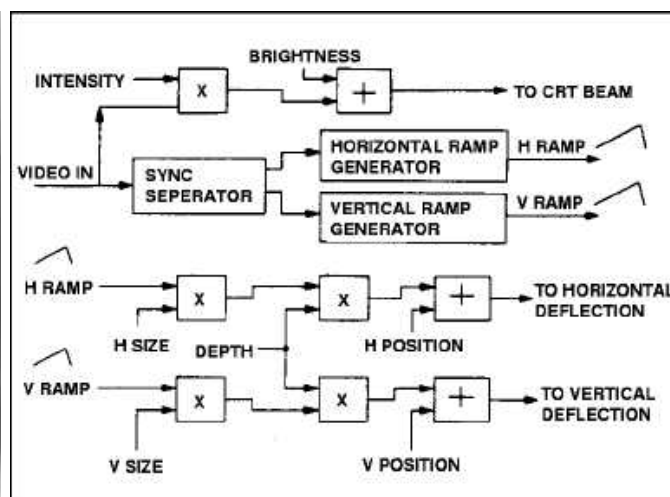 BRIGHTNESS
INTENSITY
X
+
TO CRT BEAM
VIDEO IN
SYNC
SEPERATOR
HORIZONTAL RAMP
GENERATOR
H RAMP
VERTICAL RAMP
GENERATOR
V RAMP
H RAMP
X
X
+
TO HORIZONTAL
DEFLECTION
H SIZE
DEPTH
H POSITION
V RAMP
X
X
+
TO VERTICAL
DEFLECTION
V SIZE
V POSITION